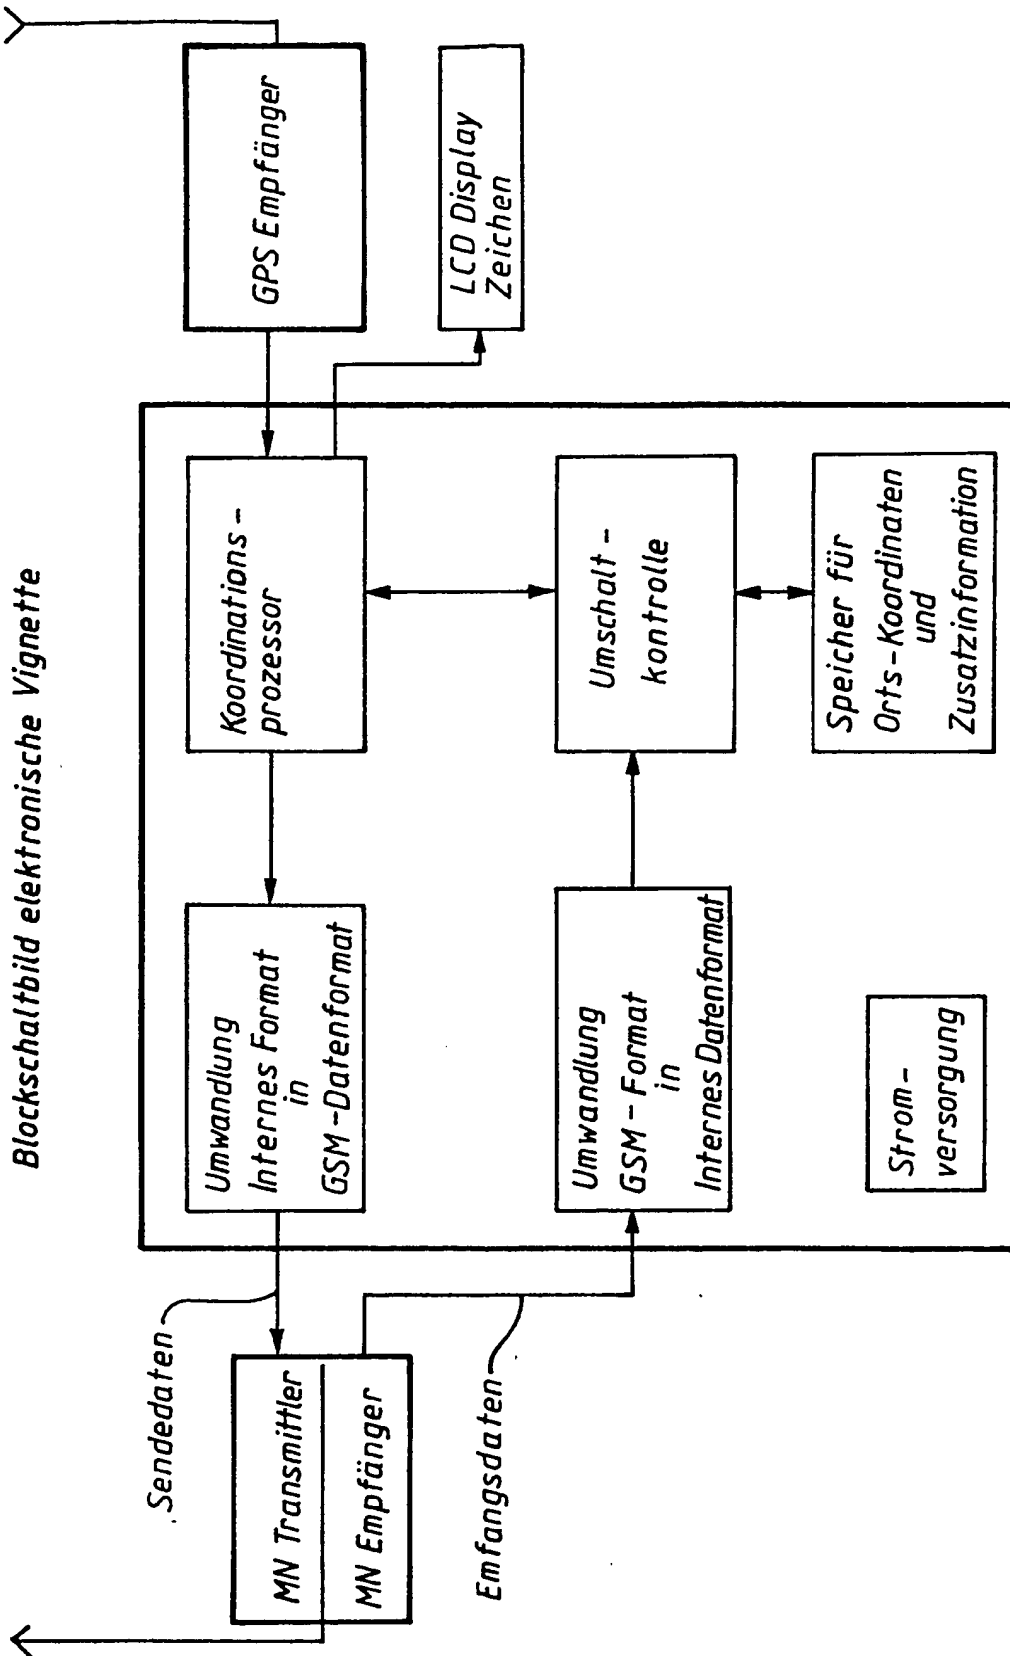 Blockschaltbild elektronische Vignette
Sendedaten
MN Transmittler
MN Empfänger
Emfangsdaten
Umwandlung
Internes Format
in
GSM-Datenformat
Koordinations-
prozessor
GPS Empfänger
LCD Display
Zeichen
Umwandlung
GSM-Format
in
Internes Datenformat
Umschalt-
kontrolle
Strom-
versorgung
Speicher für
Orts-Koordinaten
und
Zusatzinformation